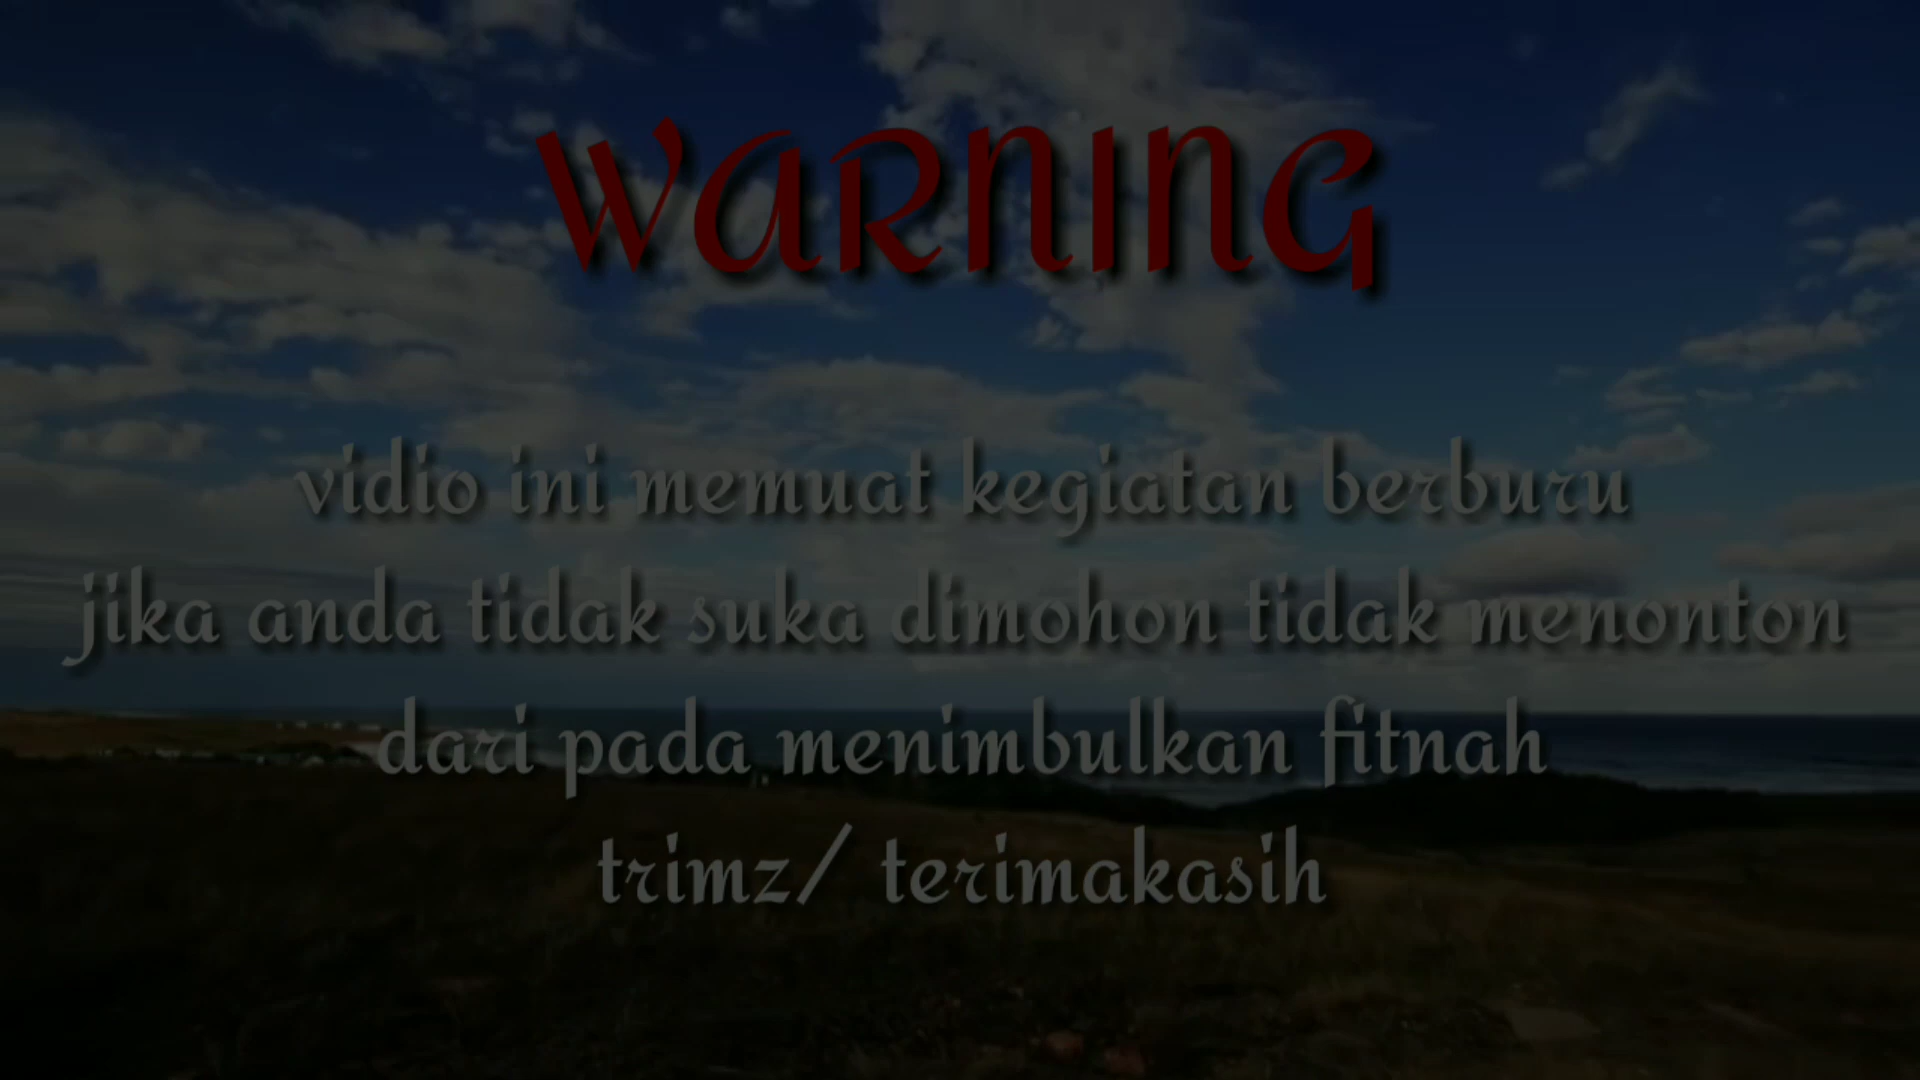 WARNING
vidio ini memuat kegiatan berburu
jika anda tidak suka dimohon tidak menonton
dari pada menimbulkan fitnah
trimz/ terimakasih